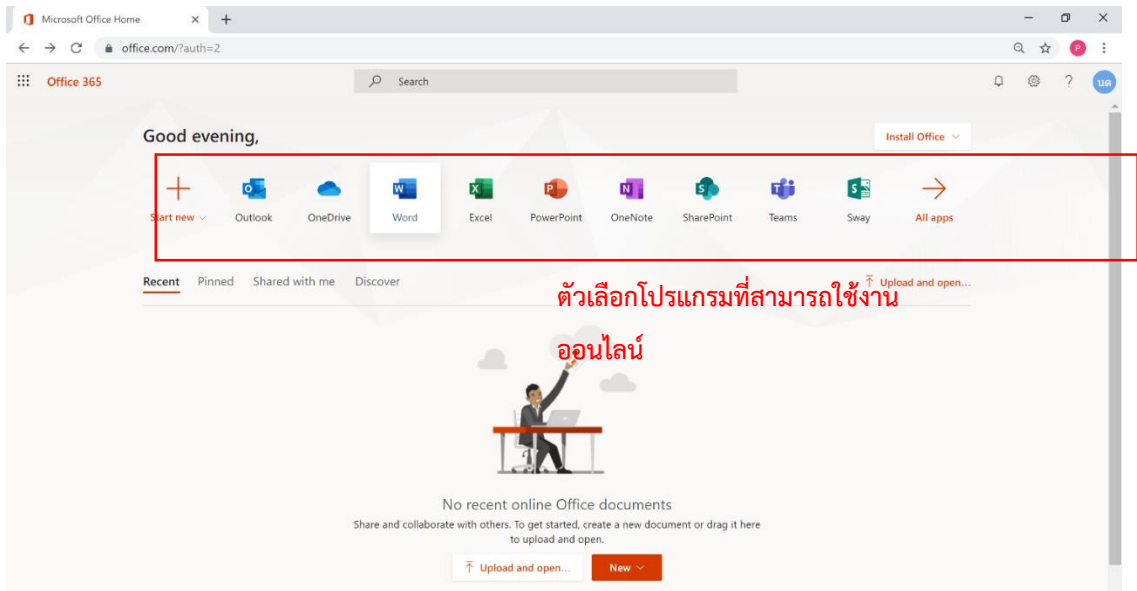 Microsoft Office Home
office.com/?auth=2
P
Office 365
Search
?
นค
Good evening,
Install Office
Start new
Outlook
OneDrive
Word
Excel
PowerPoint
OneNote
SharePoint
Teams
Sway
All apps
Recent Pinned Shared with me Discover
Upload and open...
ตัวเลือกโปรแกรมที่สามารถใช้งาน
ออนไลน์
No recent online Office documents
Share and collaborate with others. To get started, create a new document or drag it here
to upload and open.
Upload and open...
New